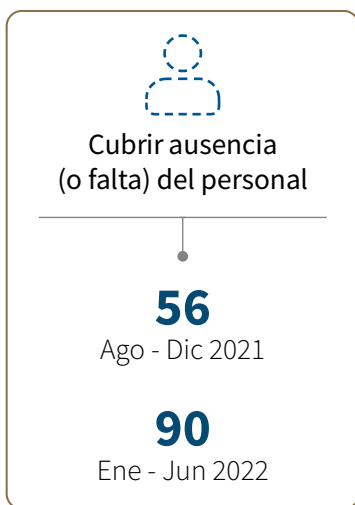 Cubrir ausencia
(o falta) del personal
56
Ago - Dic 2021
90
Ene - Jun 2022